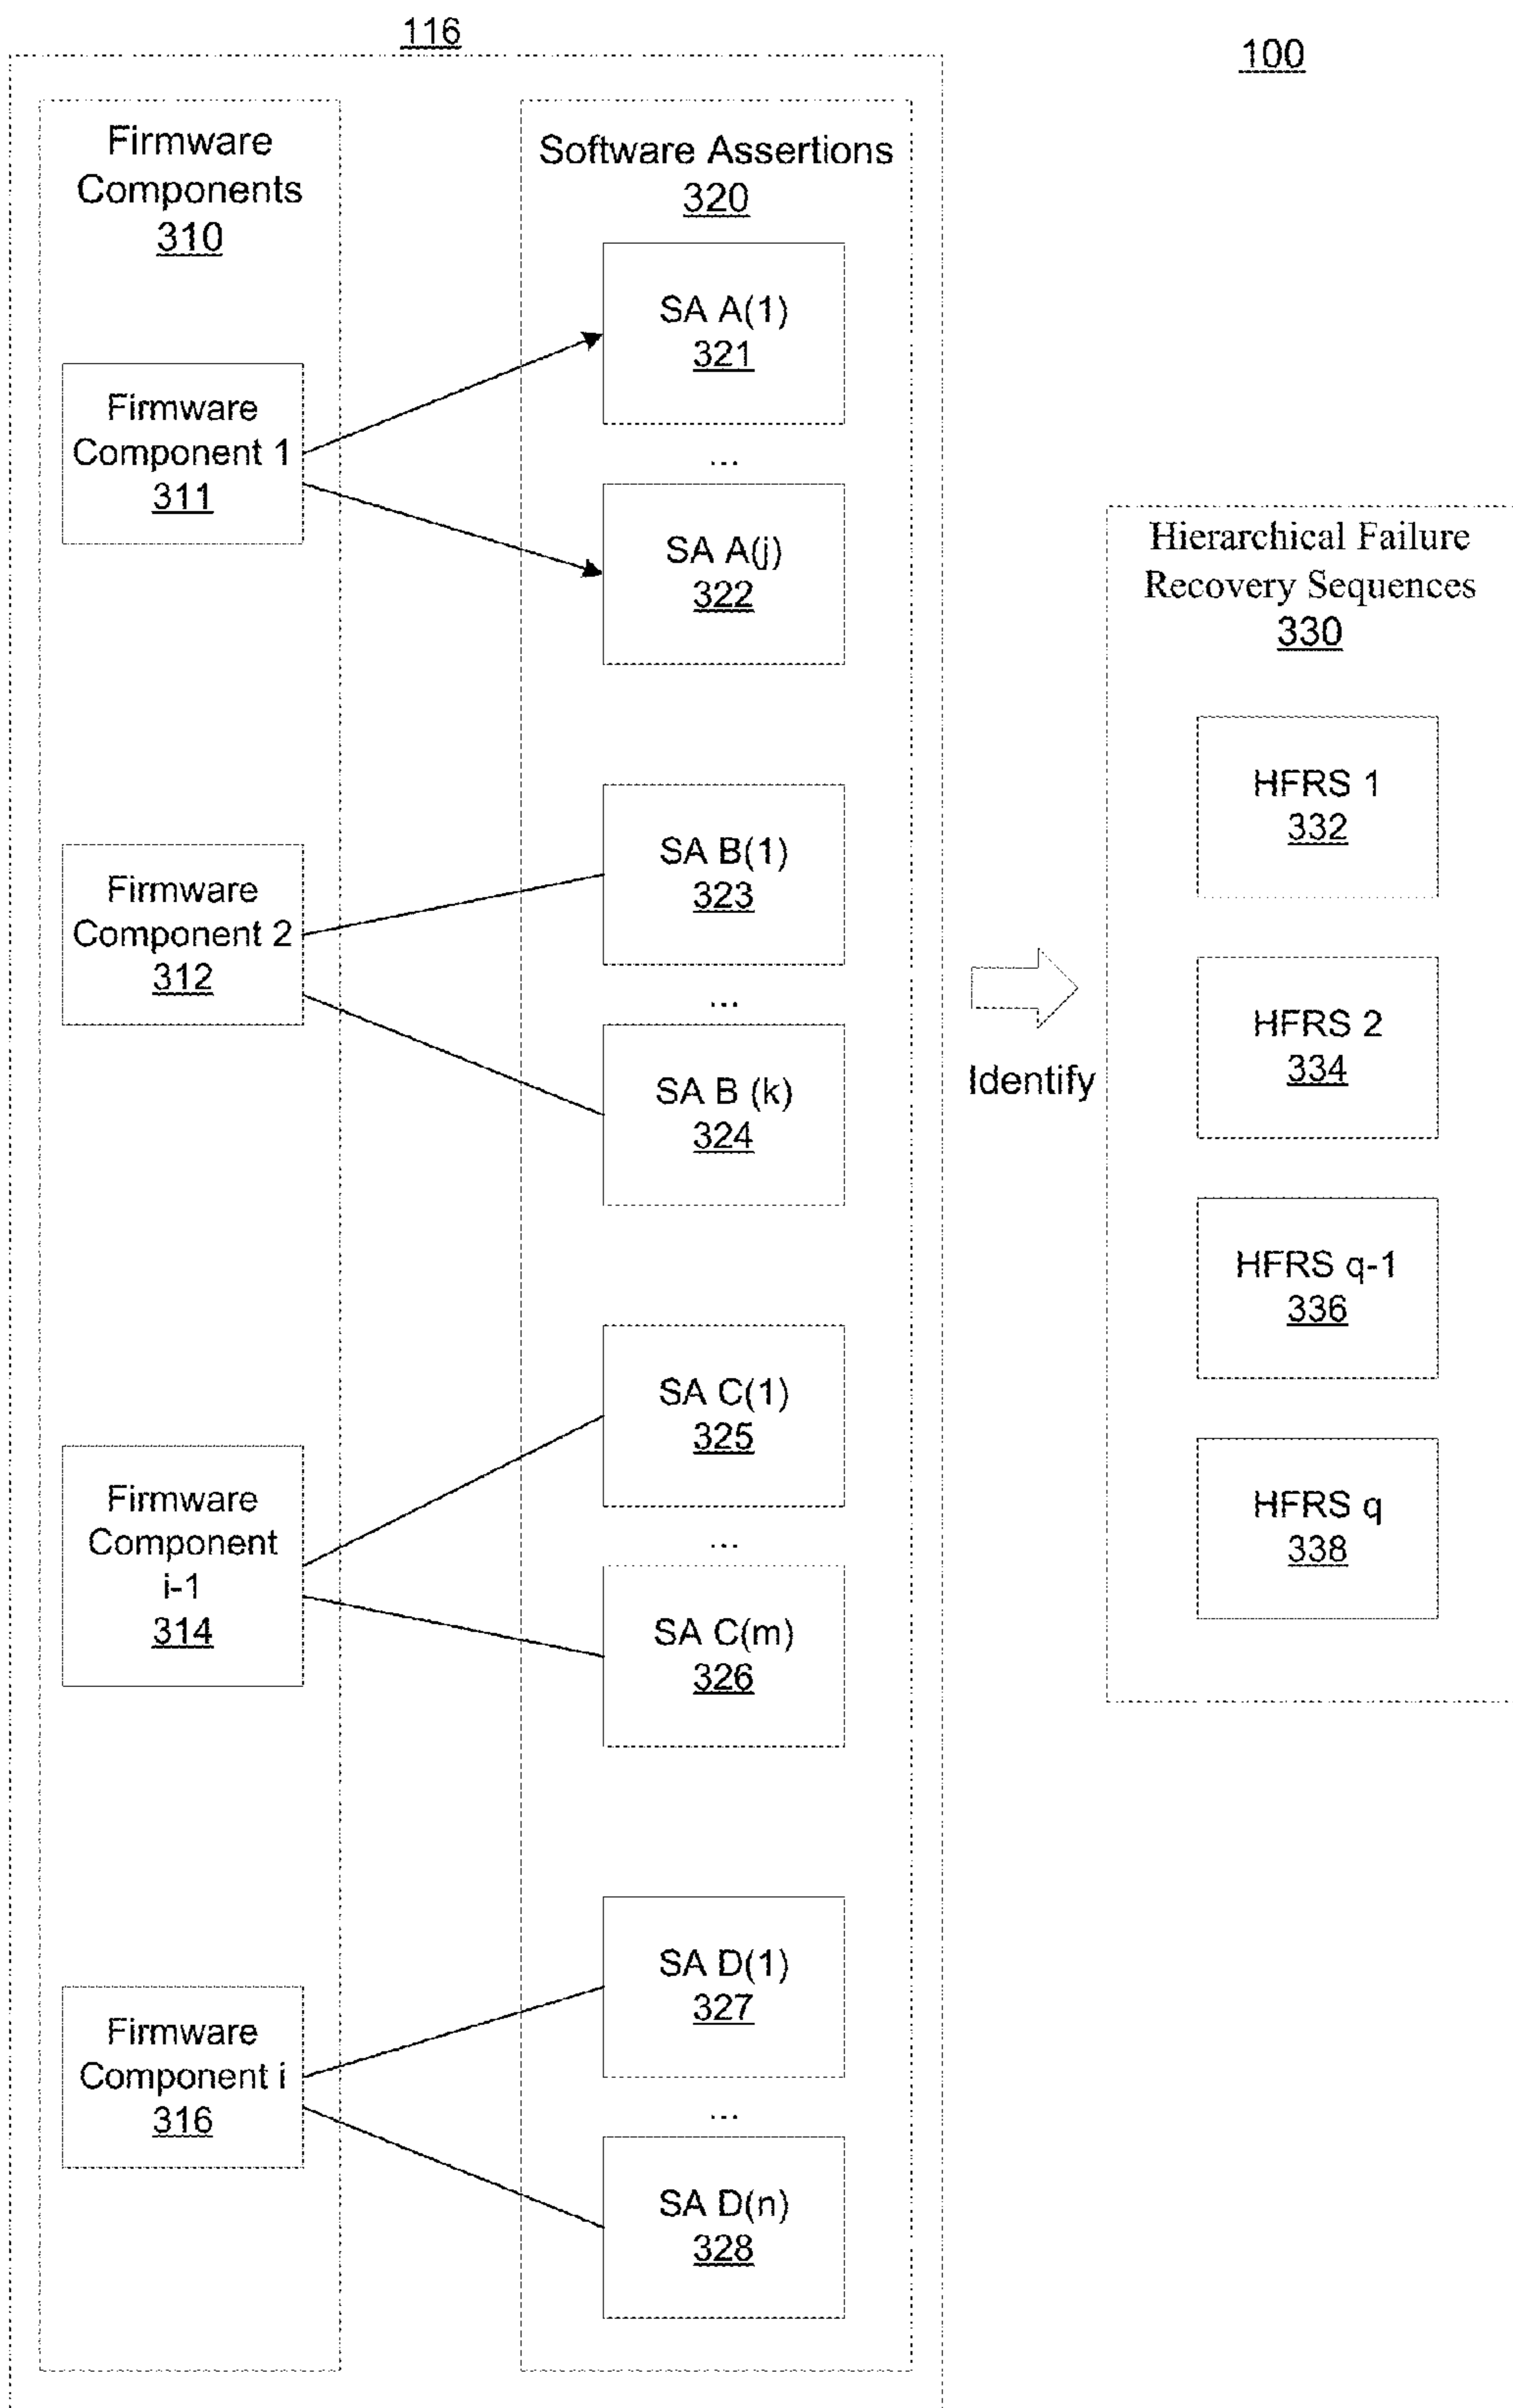 116
100
Firmware
Components
310
Software Assertions
320
SA A(1)
321
...
SA A(j)
322
Firmware
Component 1
311
SA B(1)
323
...
SA B (k)
324
Firmware
Component 2
312
SA C(1)
325
...
SA C(m)
326
Firmware
Component
i-1
314
SA D(1)
327
...
SA D(n)
328
Firmware
Component i
316
Identify
Hierarchical Failure
Recovery Sequences
330
HFRS 1
332
HFRS 2
334
HFRS q-1
336
HFRS q
338